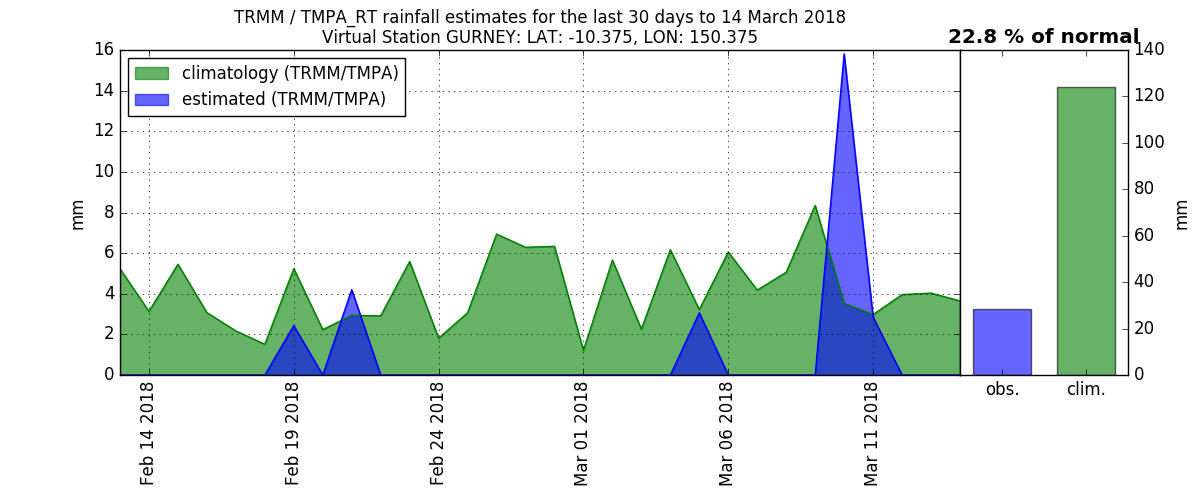 TRMM / TMPA_RT rainfall estimates for the last 30 days to 14 March 2018
Virtual Station GURNEY: LAT: -10.375, LON: 150.375
22.8 % of normal
climatology (TRMM/TMPA)
estimated (TRMM/TMPA)
mm
16
14
12
10
8
6
4
2
0
Feb 14 2018
Feb 19 2018
Feb 24 2018
Mar 01 2018
Mar 06 2018
Mar 11 2018
140
120
100
80
60
40
20
0
mm
obs.
clim.